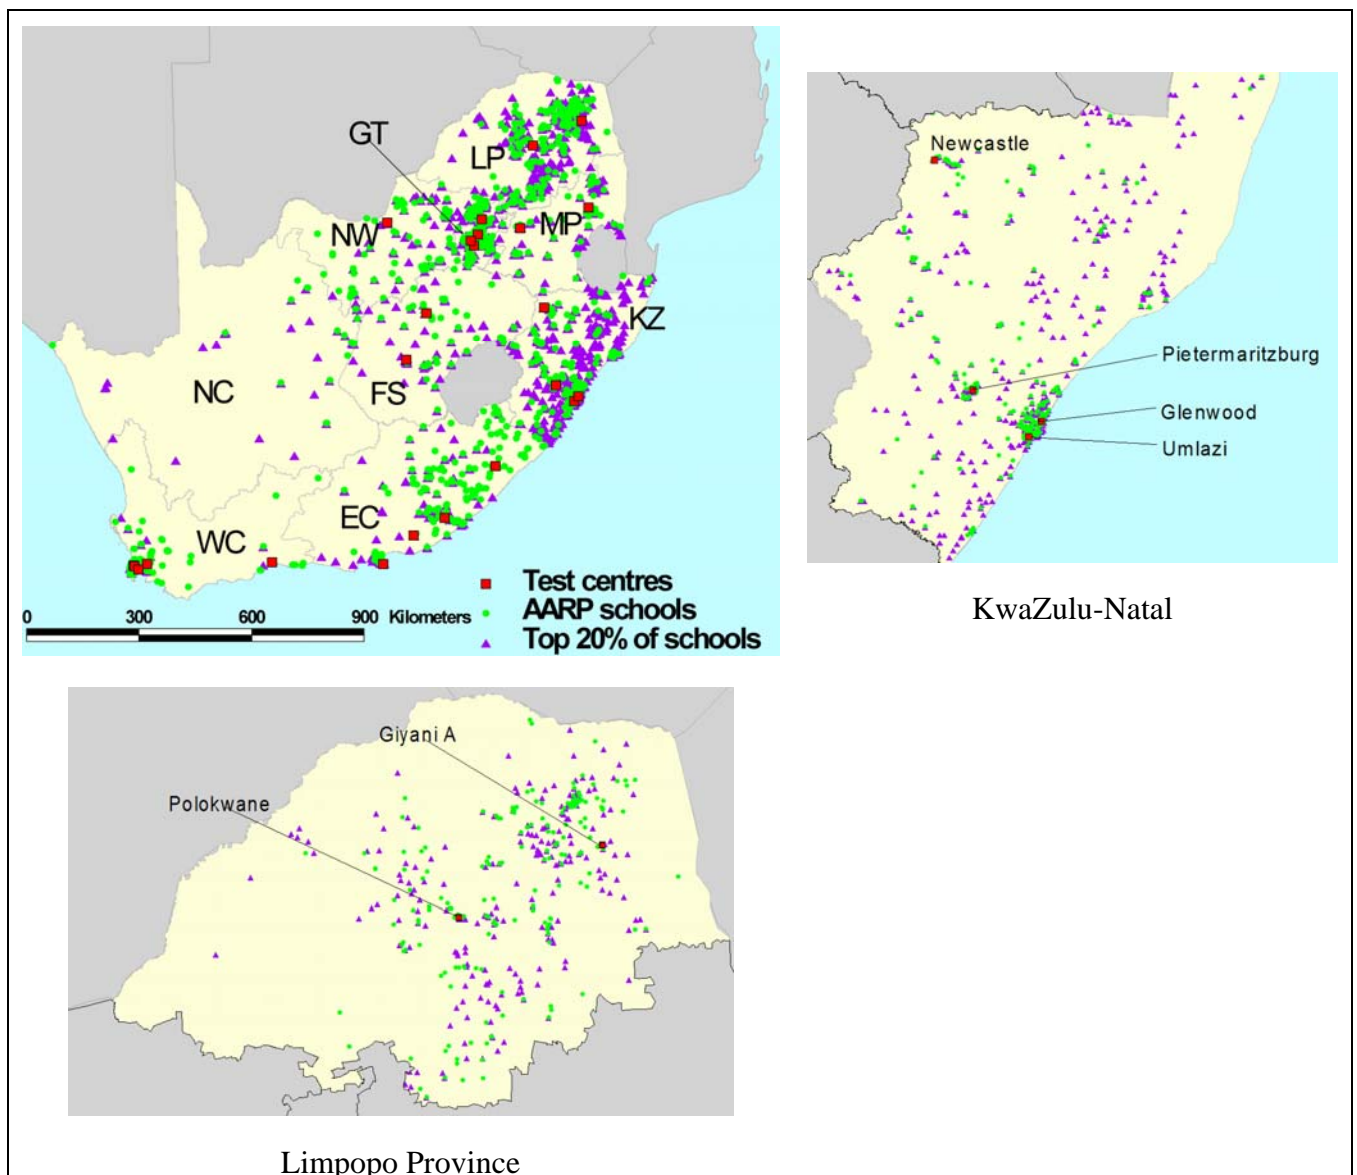 GT
LP
NW
MP
KZ
NC
FS
EC
WC
Test centres
AARP schools
Top 20% of schools
0 300 600 900 Kilometers
Newcastle
Pietermaritzburg
Glenwood
Umlazi
KwaZulu-Natal
Giyani A
Polokwane
Limpopo Province